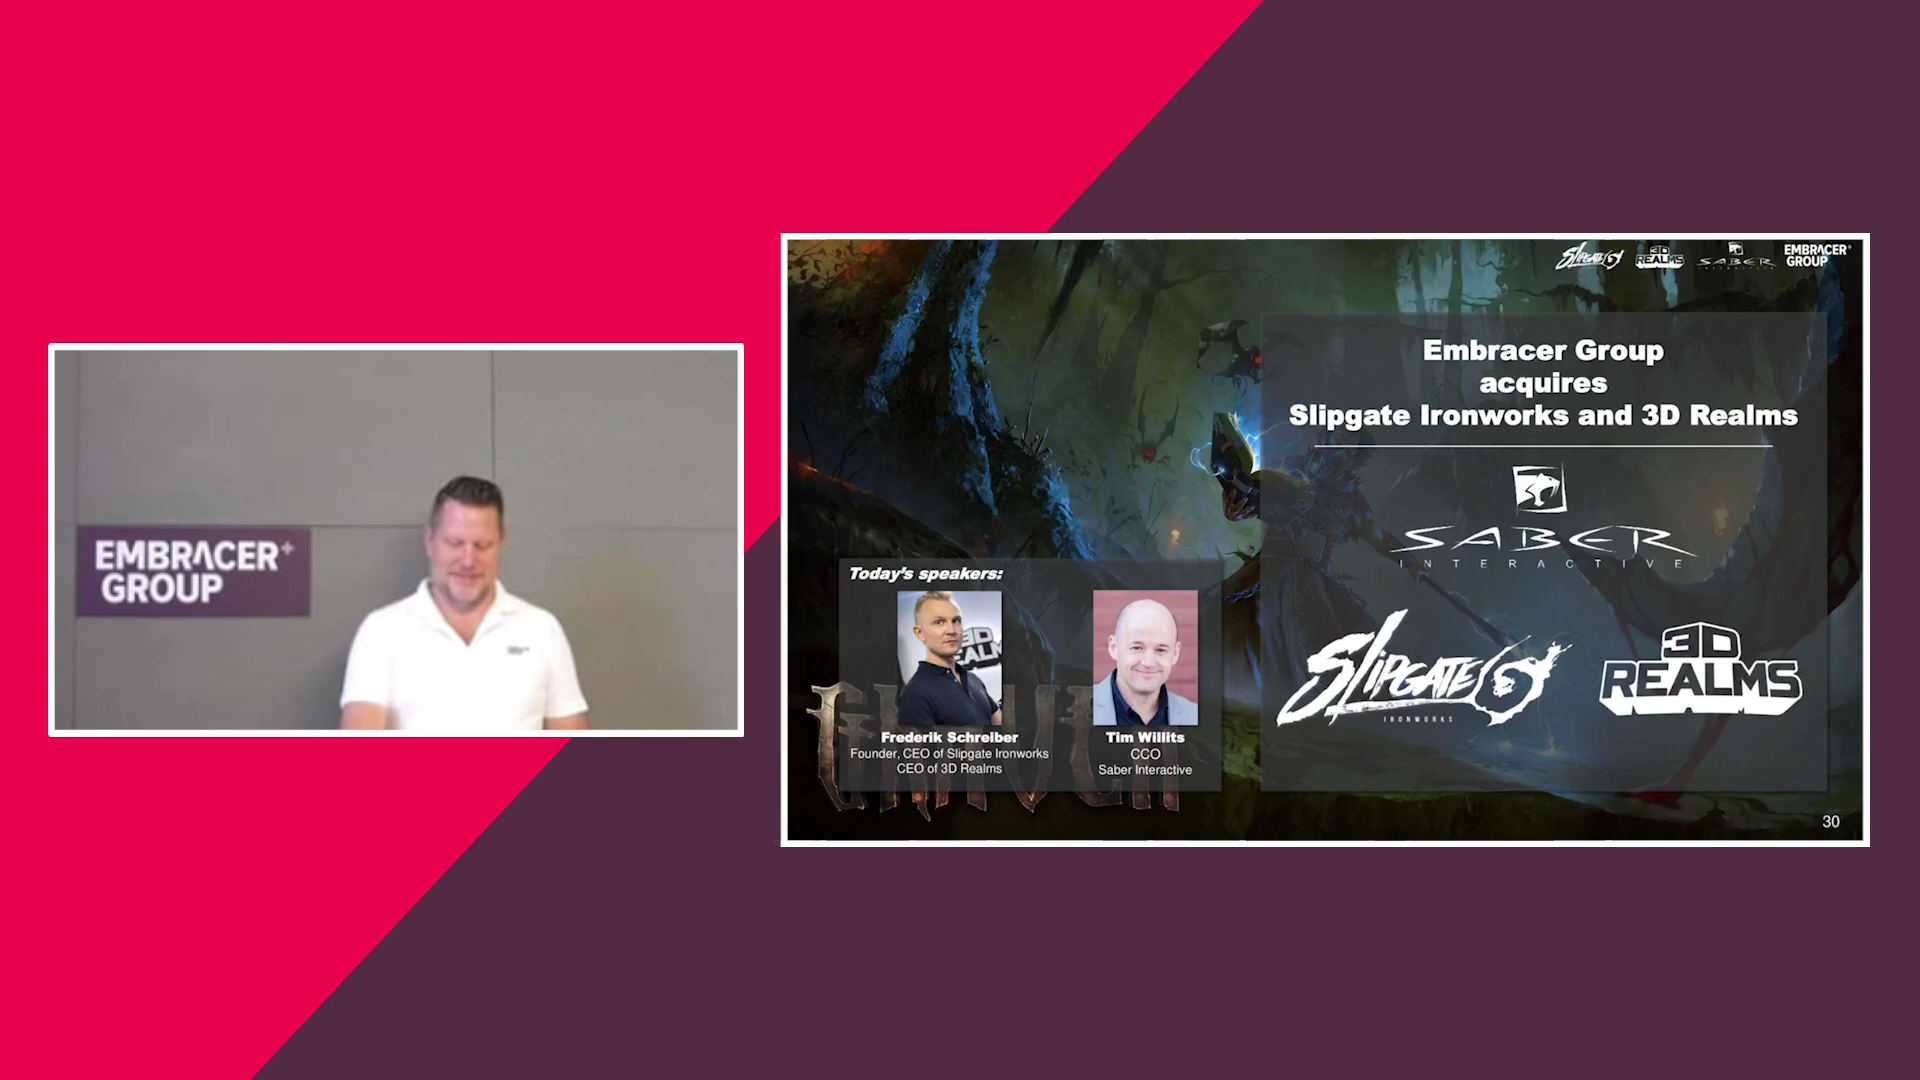 EMBRACER+
GROUP
SLIPGATE
3D
REALMS
SABER
EMBRACER+
GROUP
Embracer Group
acquires
Slipgate Ironworks and 3D Realms
SABER
INTERACTIVE
SLIPGATE
IRONWORKS
3D
REALMS
Today's speakers:
Frederik Schreiber
Founder, CEO of Slipgate Ironworks
CEO of 3D Realms
Tim Willits
CCO
Saber Interactive
30